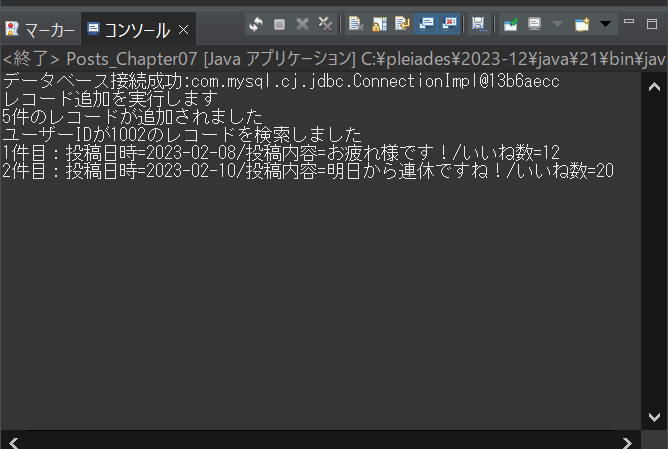 マーカー コンソール
<終了> Posts_Chapter07 [Java アプリケーション] C:¥pleiades¥2023-12¥java¥21¥bin¥jav
データベース接続成功:com.mysql.cj.jdbc.ConnectionImpl@13b6aecc
レコード追加を実行します
5件のレコードが追加されました
ユーザーIDが1002のレコードを検索しました
1件目：投稿日時=2023-02-08/投稿内容=お疲れ様です！/いいね数=12
2件目：投稿日時=2023-02-10/投稿内容=明日から連休ですね！/いいね数=20